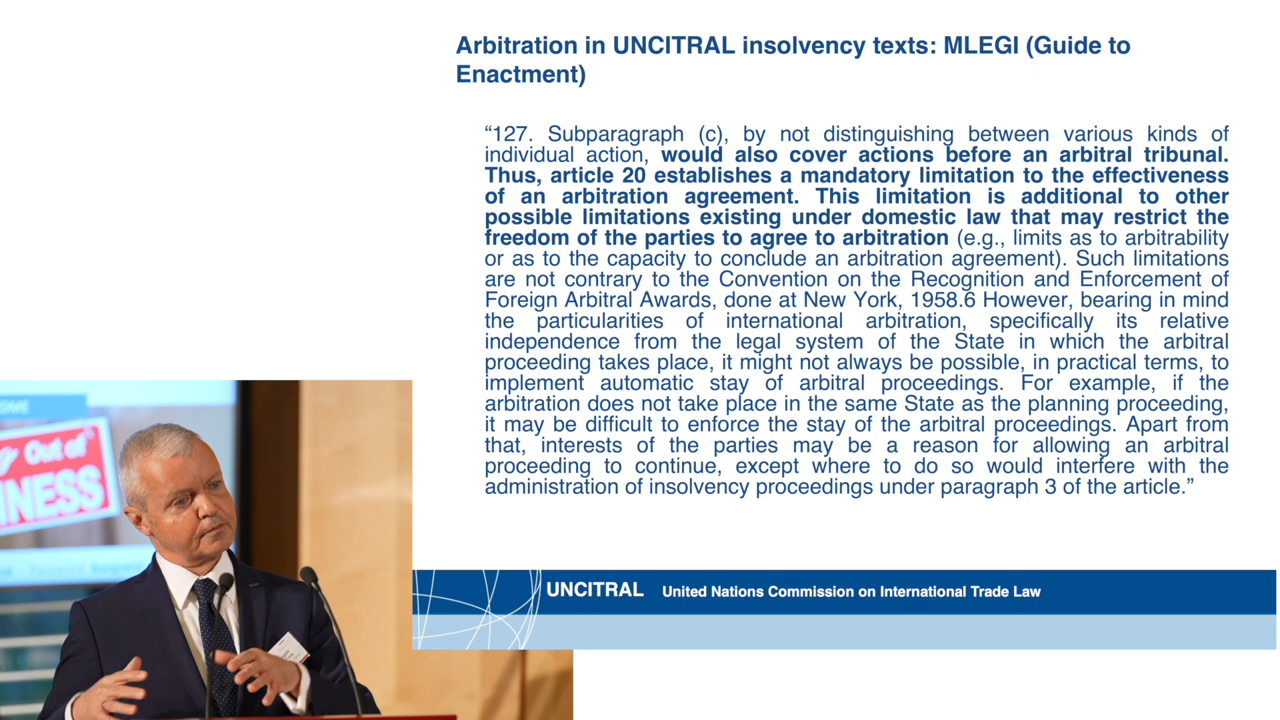 Arbitration in UNCITRAL insolvency texts: MLEGI (Guide to
Enactment)
“127. Subparagraph (c), by not distinguishing between various kinds of
individual action, would also cover actions before an arbitral tribunal.
Thus, article 20 establishes a mandatory limitation to the effectiveness
of an arbitration agreement. This limitation is additional to other
possible limitations existing under domestic law that may restrict the
freedom of the parties to agree to arbitration (e.g., limits as to arbitrability
or as to the capacity to conclude an arbitration agreement). Such limitations
are not contrary to the Convention on the Recognition and Enforcement of
Foreign Arbitral Awards, done at New York, 1958.6 However, bearing in mind
the particularities of international arbitration, specifically its relative
independence from the legal system of the State in which the arbitral
proceeding takes place, it might not always be possible, in practical terms, to
implement automatic stay of arbitral proceedings. For example, if the
arbitration does not take place in the same State as the planning proceeding,
it may be difficult to enforce the stay of the arbitral proceedings. Apart from
that, interests of the parties may be a reason for allowing an arbitral
proceeding to continue, except where to do so would interfere with the
administration of insolvency proceedings under paragraph 3 of the article.”
Out of
INESS
UNCITRAL United Nations Commission on International Trade Law